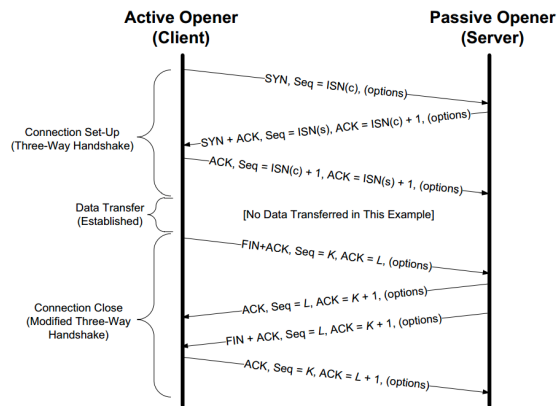 Active Opener
(Client)
Passive Opener
(Server)
SYN, Seq = ISN(c), (options)
SYN + ACK, Seq = ISN(s), ACK = ISN(c) + 1, (options)
Connection Set-Up
(Three-Way Handshake)
ACK, Seq = ISN(c) + 1, ACK = ISN(s) + 1, (options)
Data Transfer
(Established)
[No Data Transferred in This Example]
FIN+ACK, Seq = K, ACK = L, (options)
ACK, Seq = L, ACK = K + 1, (options)
Connection Close
(Modified Three-Way
Handshake)
FIN + ACK, Seq = L, ACK = K + 1, (options)
ACK, Seq = K, ACK = L + 1, (options)